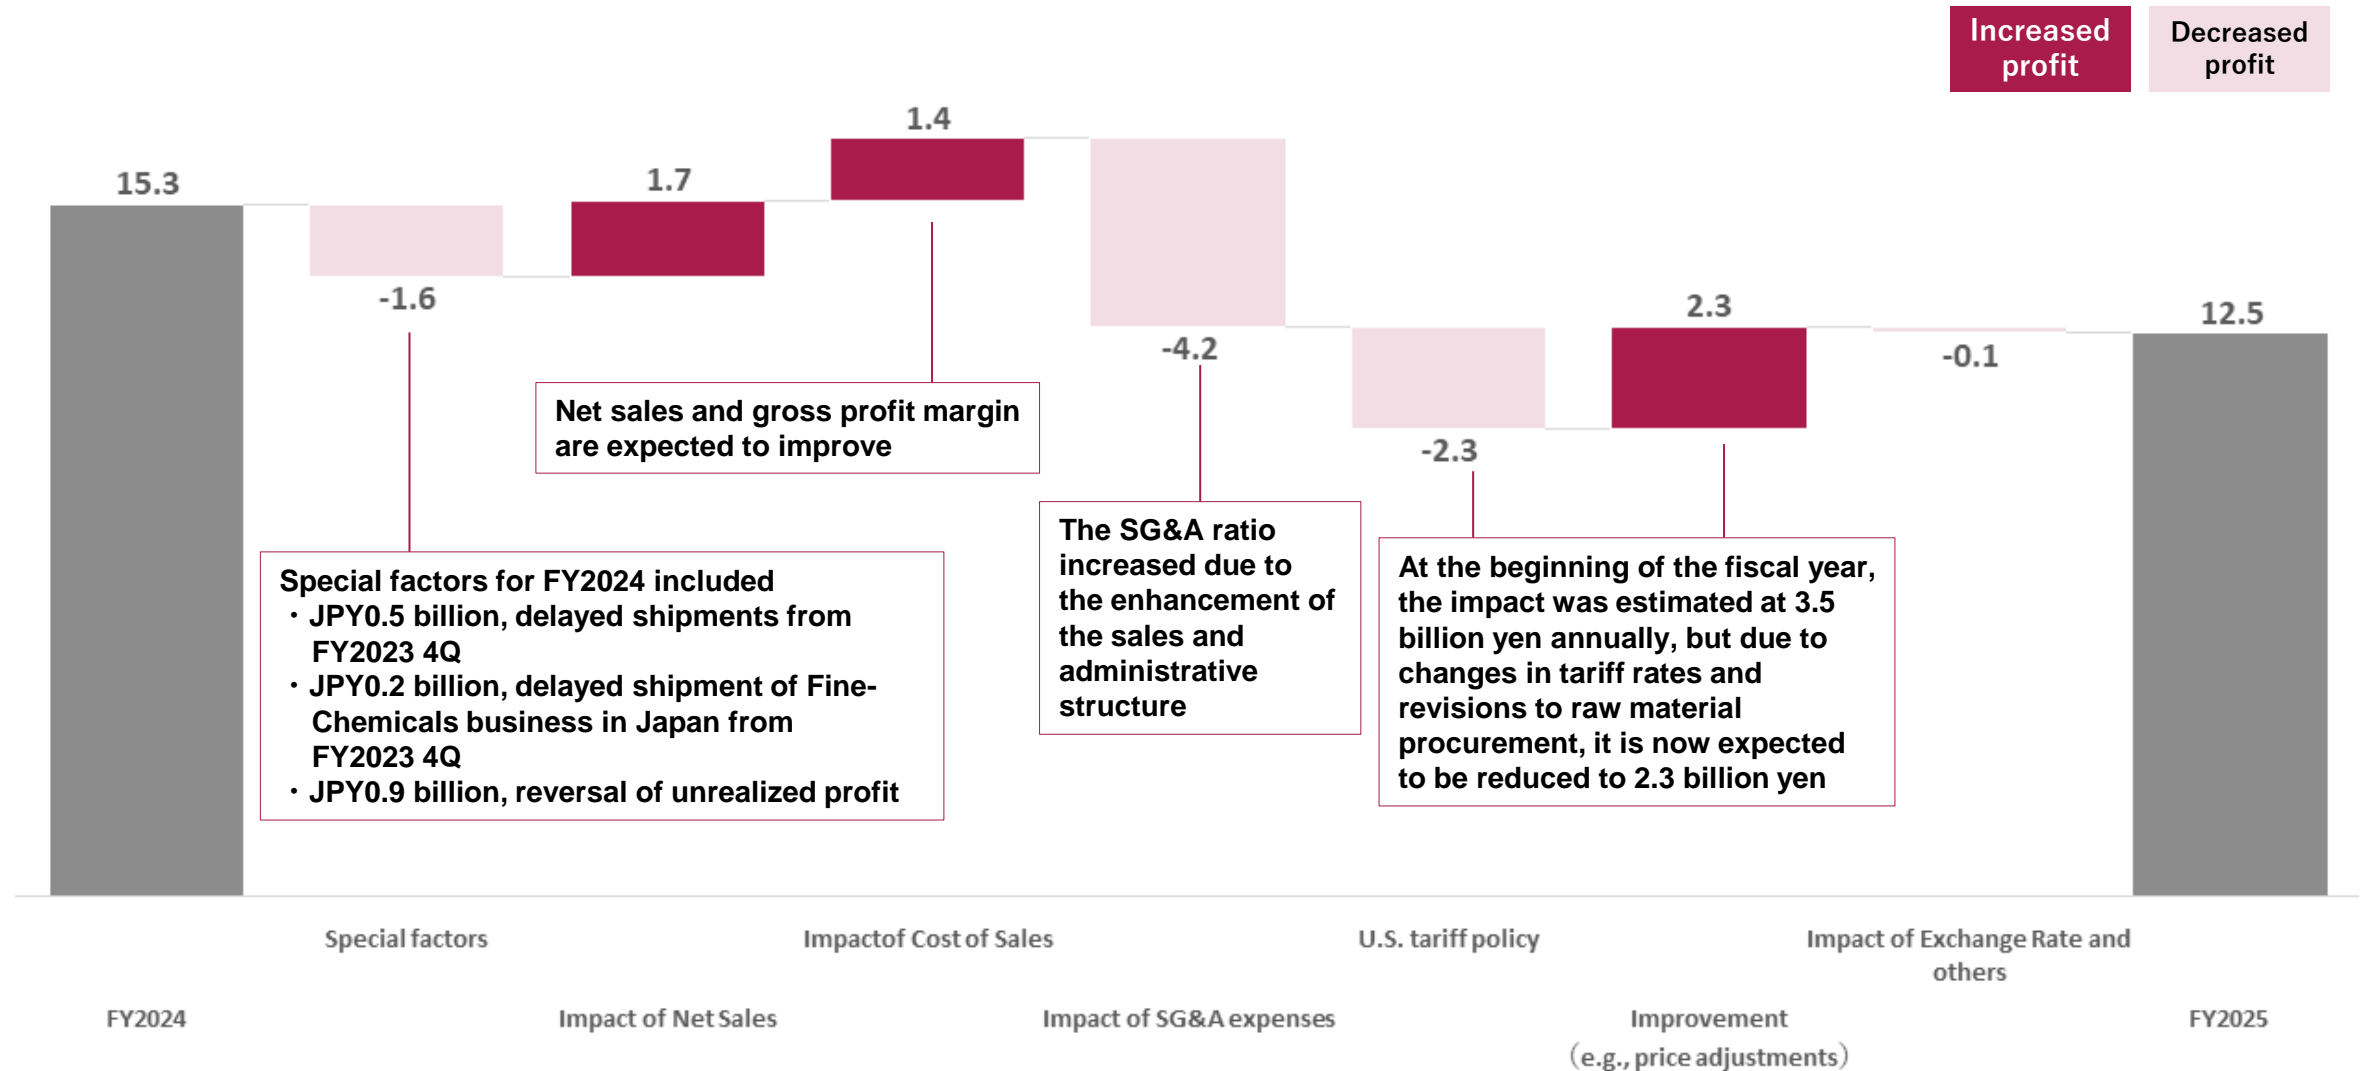 Increased
profit
Decreased
profit
15.3
-1.6
1.7
1.4
-4.2
-2.3
2.3
-0.1
12.5
Net sales and gross profit margin
are expected to improve
Special factors for FY2024 included
・JPY0.5 billion, delayed shipments from
FY2023 4Q
・JPY0.2 billion, delayed shipment of Fine-
Chemicals business in Japan from
FY2023 4Q
・JPY0.9 billion, reversal of unrealized profit
The SG&A ratio
increased due to
the enhancement of
the sales and
administrative
structure
At the beginning of the fiscal year,
the impact was estimated at 3.5
billion yen annually, but due to
changes in tariff rates and
revisions to raw material
procurement, it is now expected
to be reduced to 2.3 billion yen
FY2024
Special factors
Impact of Net Sales
Impactof Cost of Sales
Impact of SG&A expenses
U.S. tariff policy
Improvement
（e.g., price adjustments）
Impact of Exchange Rate and
others
FY2025